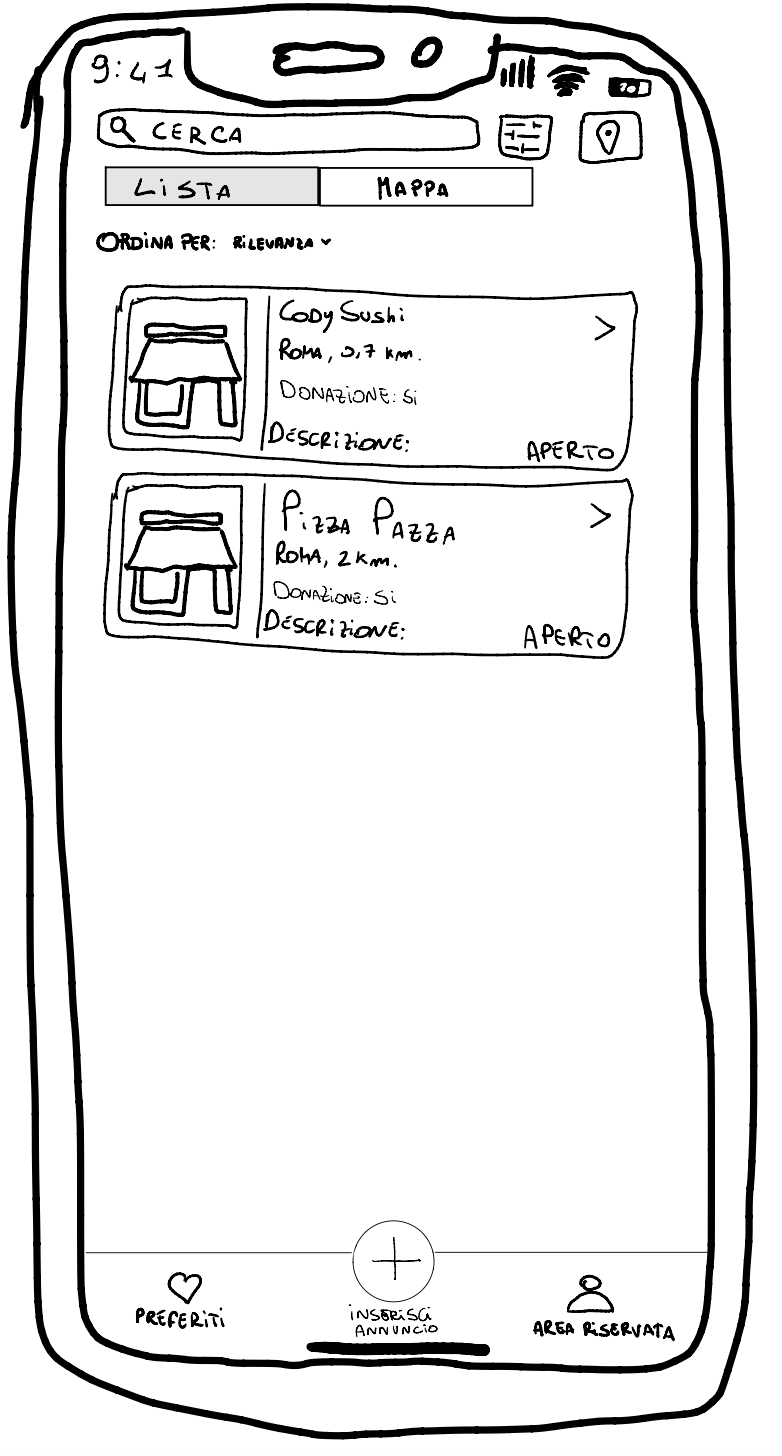 9:41
CERCA
LiSTA
MAPPA
ORDiNA PER: RiLEVANZA
Cody Sushi
ROMA, 0,7 km.
DONAZiONE: Si
DESCRiZiONE:
APERTO
PiZZA PAZZA
ROMA, 2 km.
DONAZiONE: Si
DESCRiZiONE:
APERTO
PREFERiTi
iNSERiSCi
ANNUNCiO
AREA RiSERVATA